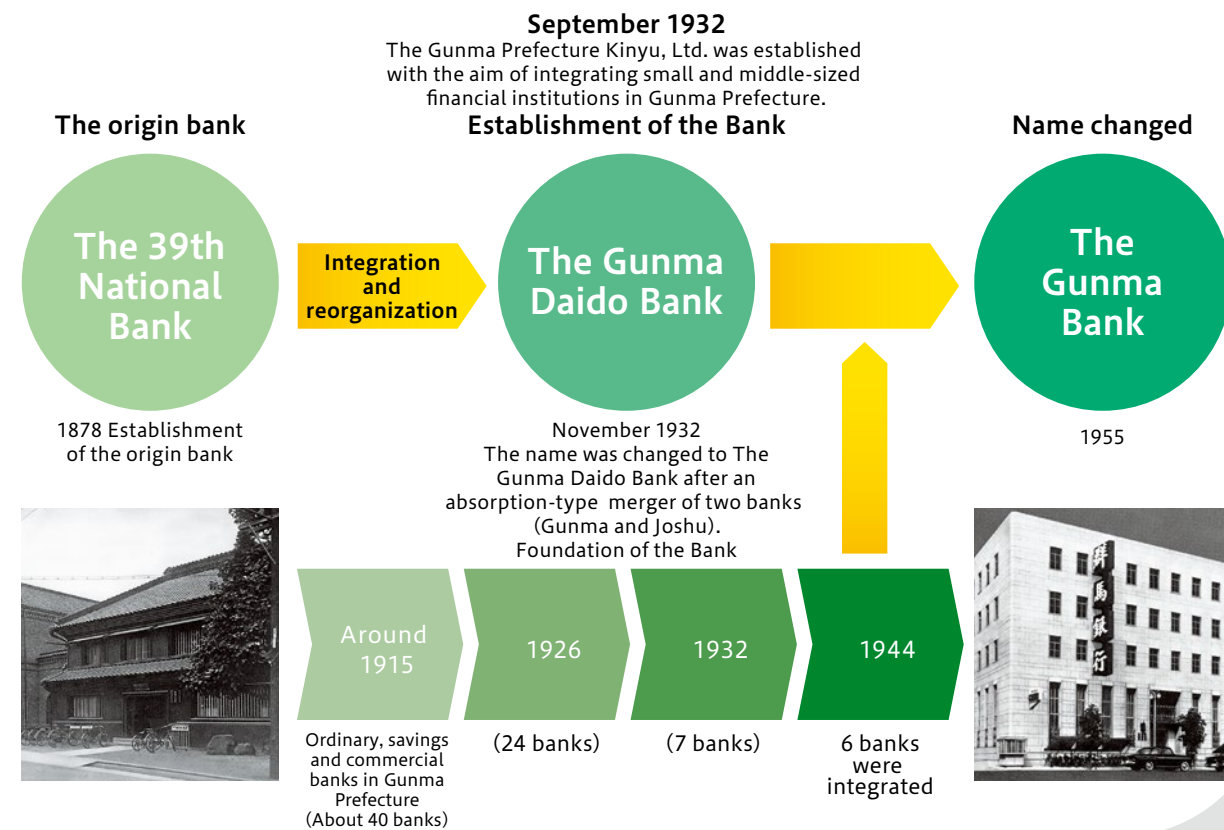 September 1932
The Gunma Prefecture Kinyu, Ltd. was established
with the aim of integrating small and middle-sized
financial institutions in Gunma Prefecture.
The origin bank
Establishment of the Bank
Name changed
The 39th
National
Bank
Integration
and
reorganization
The Gunma
Daido Bank
The
Gunma
Bank
1878 Establishment
of the origin bank
November 1932
The name was changed to The
Gunma Daido Bank after an
absorption-type merger of two banks
(Gunma and Joshu).
Foundation of the Bank
1955
Around
1915
1926
1932
1944
Ordinary, savings
and commercial
banks in Gunma
Prefecture
(About 40 banks)
(24 banks)
(7 banks)
6 banks
were
integrated
群馬銀行